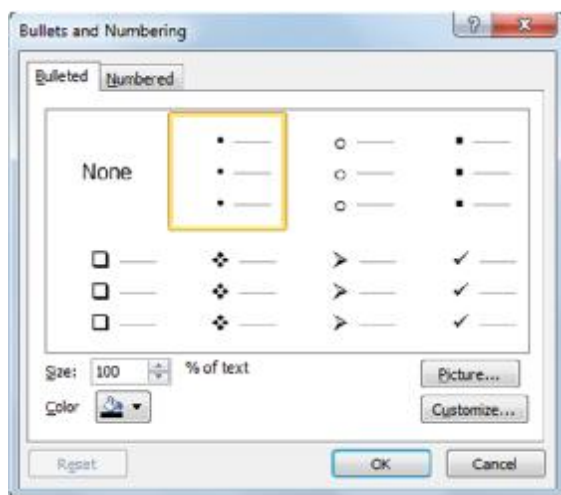 Bullets and Numbering
Bulleted Numbered
None
Size: 100 % of text
Picture...
Color
Customize...
Reset OK Cancel